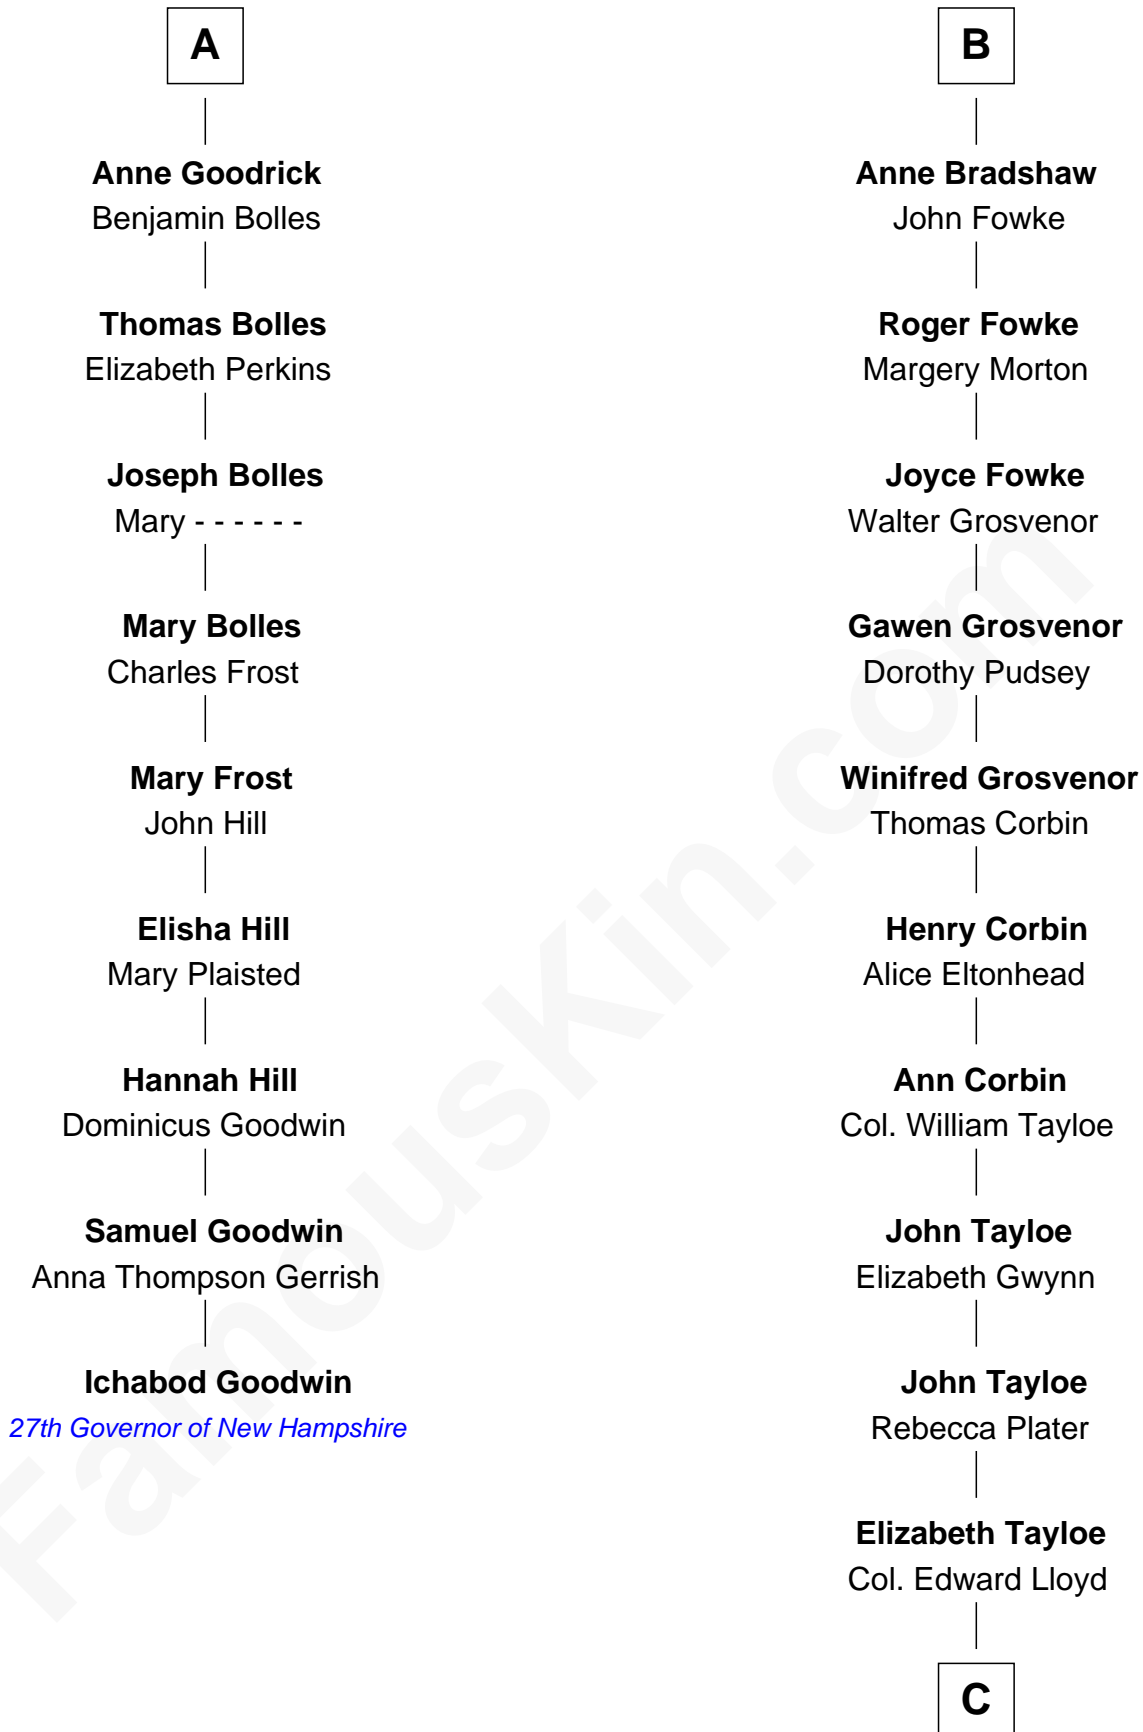 A
Anne Goodrick
Benjamin Bolles
Thomas Bolles
Elizabeth Perkins
Joseph Bolles
Mary - - - - - -
Mary Bolles
Charles Frost
Mary Frost
John Hill
Elisha Hill
Mary Plaisted
Hannah Hill
Dominicus Goodwin
Samuel Goodwin
Anna Thompson Gerrish
Ichabod Goodwin
27th Governor of New Hampshire
B
Anne Bradshaw
John Fowke
Roger Fowke
Margery Morton
Joyce Fowke
Walter Grosvenor
Gawen Grosvenor
Dorothy Pudsey
Winifred Grosvenor
Thomas Corbin
Henry Corbin
Alice Eltonhead
Ann Corbin
Col. William Tayloe
John Tayloe
Elizabeth Gwynn
John Tayloe
Rebecca Plater
Elizabeth Tayloe
Col. Edward Lloyd
C
FamousKin.com